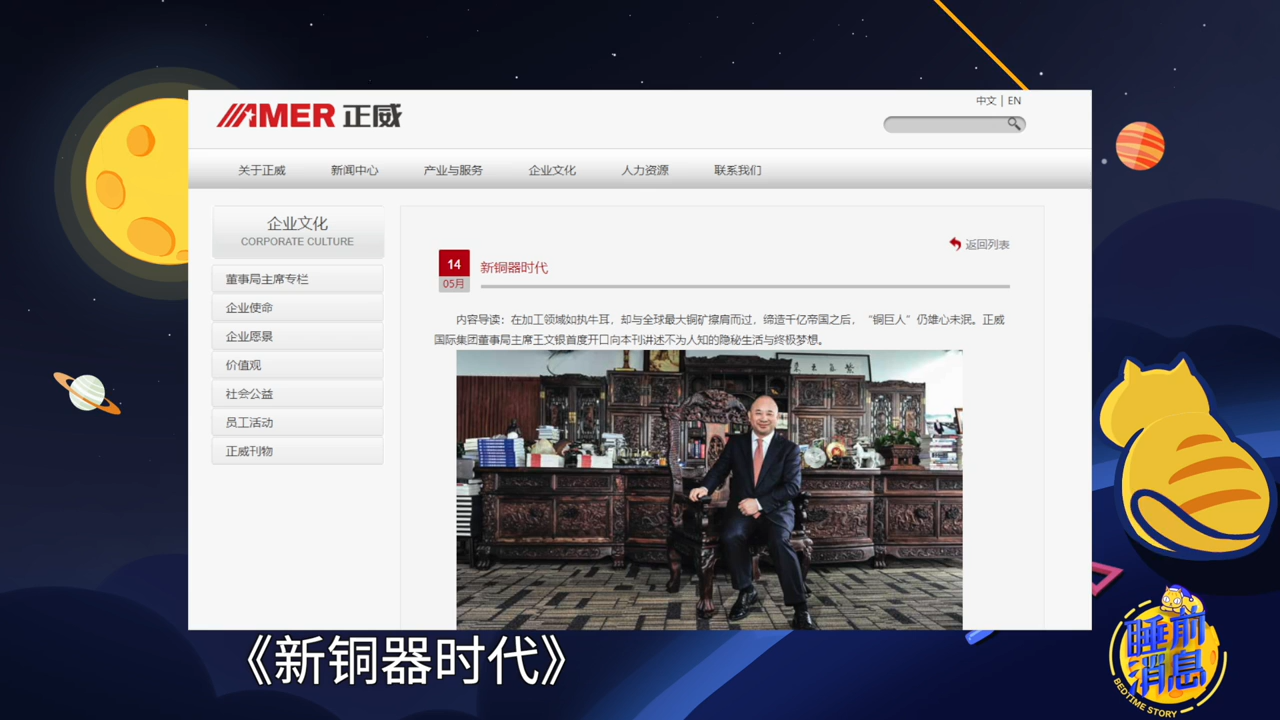 AMER 正威
中文 | EN
关于正威 新闻中心 产业与服务 企业文化 人力资源 联系我们
企业文化
CORPORATE CULTURE
董事局主席专栏
企业使命
企业愿景
价值观
社会公益
员工活动
正威刊物
返回列表
14
05月
新铜器时代
内容导读：在加工领域如执牛耳，却与全球最大铜矿擦肩而过，缔造千亿帝国之后，“铜巨人”仍雄心未泯。正威
国际集团董事局主席王文银首度开口向本刊讲述不为人知的隐秘生活与终极梦想。
《新铜器时代》
睡前
消息
BEDTIME STORY